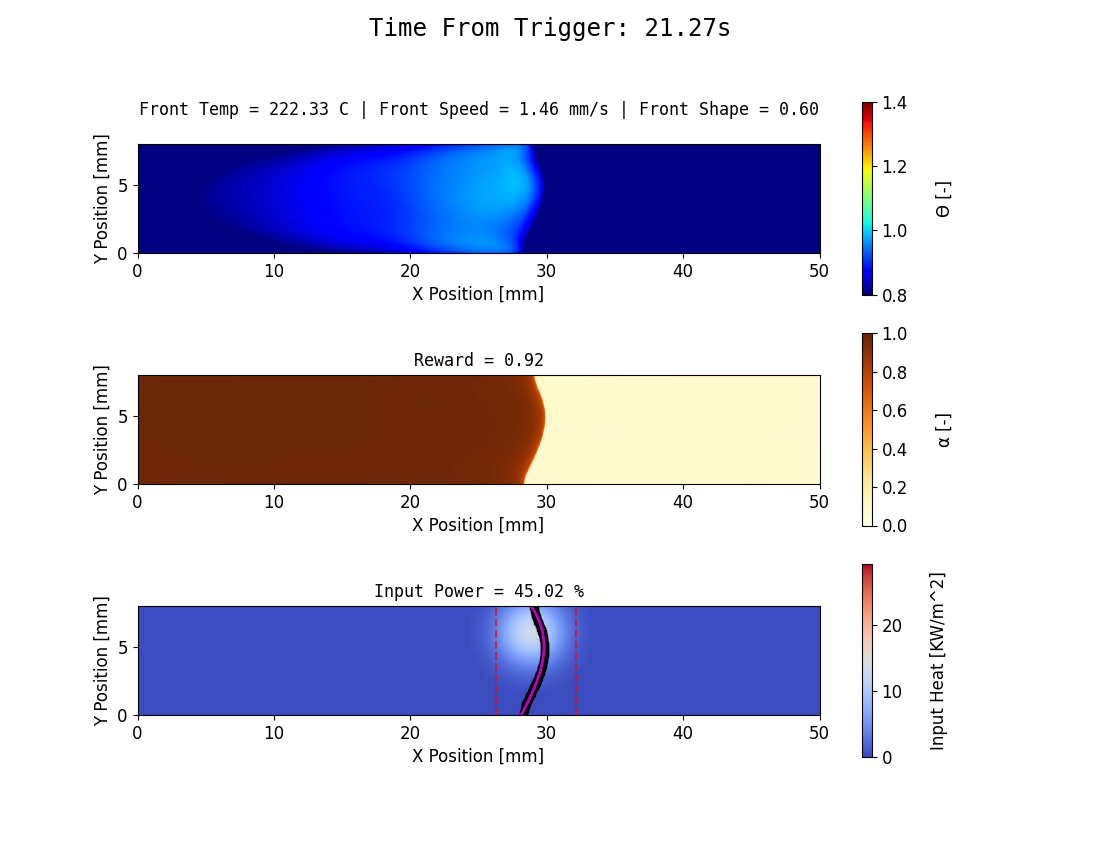 Time From Trigger: 21.27s
Front Temp = 222.33 C | Front Speed = 1.46 mm/s | Front Shape = 0.60
Y Position [mm]
5
0
0 10 20 30 40 50
X Position [mm]
1.4
1.2
1.0
0.8
Θ [-]
Reward = 0.92
Y Position [mm]
5
0
0 10 20 30 40 50
X Position [mm]
1.0
0.8
0.6
0.4
0.2
0.0
α [-]
Input Power = 45.02 %
Y Position [mm]
5
0
0 10 20 30 40 50
X Position [mm]
20
10
0
Input Heat [KW/m^2]